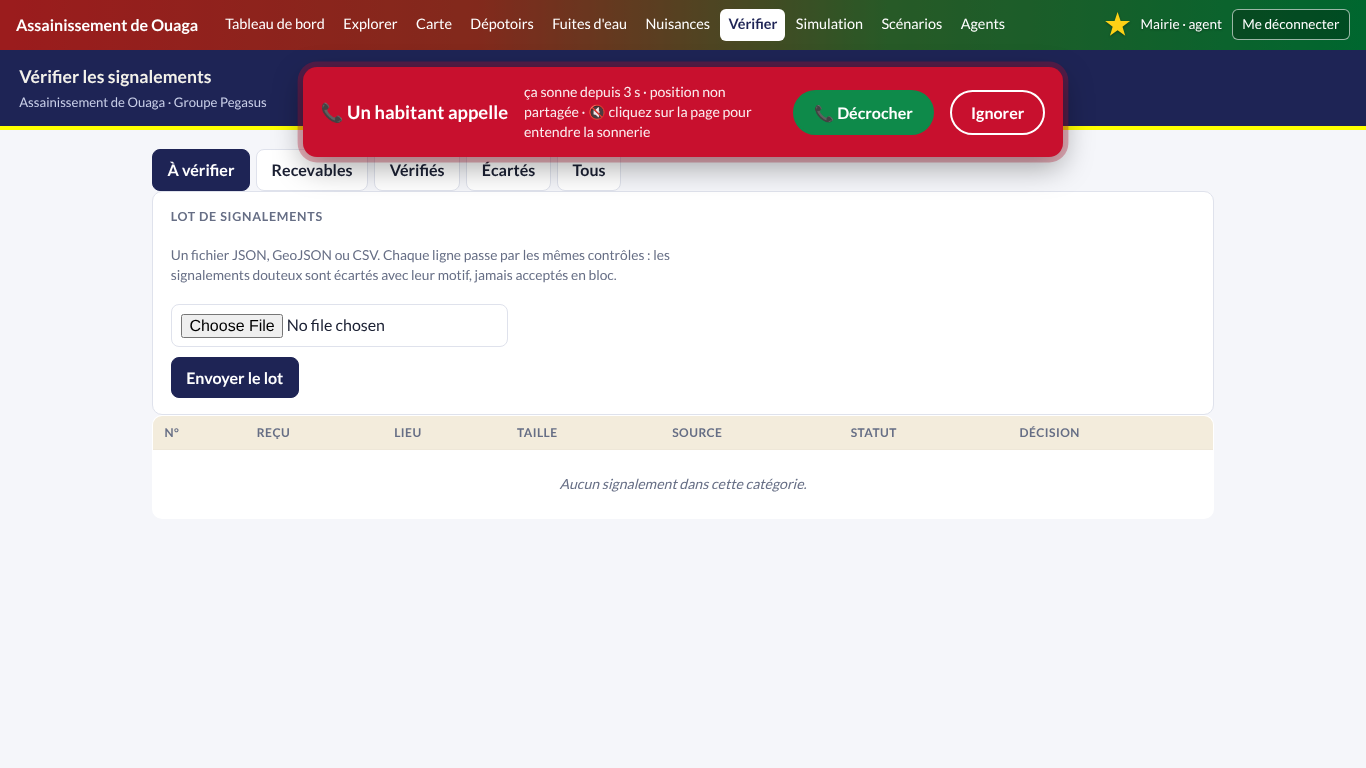 Assainissement de Ouaga Tableau de bord Explorer Carte Dépotoirs Fuites d'eau Nuisances Vérifier Simulation Scénarios Agents Mairie · agent Me déconnecter
Vérifier les signalements
Assainissement de Ouaga · Groupe Pegasus
Un habitant appelle
ça sonne depuis 3 s · position non
partagée · 🔇 cliquez sur la page pour
entendre la sonnerie
Décrocher
Ignorer
À vérifier Recevables Vérifiés Écartés Tous
LOT DE SIGNALEMENTS
Un fichier JSON, GeoJSON ou CSV. Chaque ligne passe par les mêmes contrôles : les
signalements douteux sont écartés avec leur motif, jamais acceptés en bloc.
Choose File No file chosen
Envoyer le lot
N° REÇU LIEU TAILLE SOURCE STATUT DÉCISION
Aucun signalement dans cette catégorie.